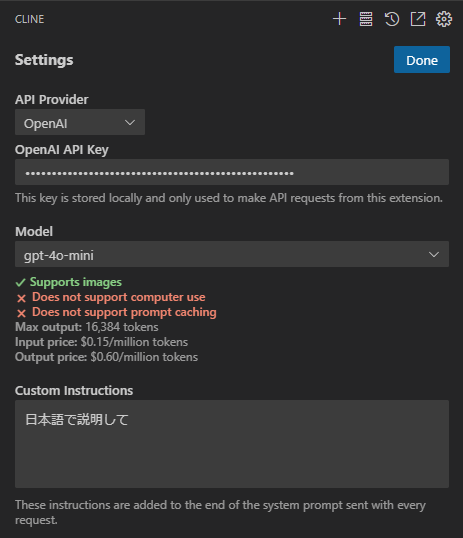 CLINE
Settings
Done
API Provider
OpenAI
OpenAI API Key
••••••••••••••••••••••••••••••••••••••••••••••••••
This key is stored locally and only used to make API requests from this extension.
Model
gpt-4o-mini
Supports images
Does not support computer use
Does not support prompt caching
Max output: 16,384 tokens
Input price: $0.15/million tokens
Output price: $0.60/million tokens
Custom Instructions
日本語で説明して
These instructions are added to the end of the system prompt sent with every
request.